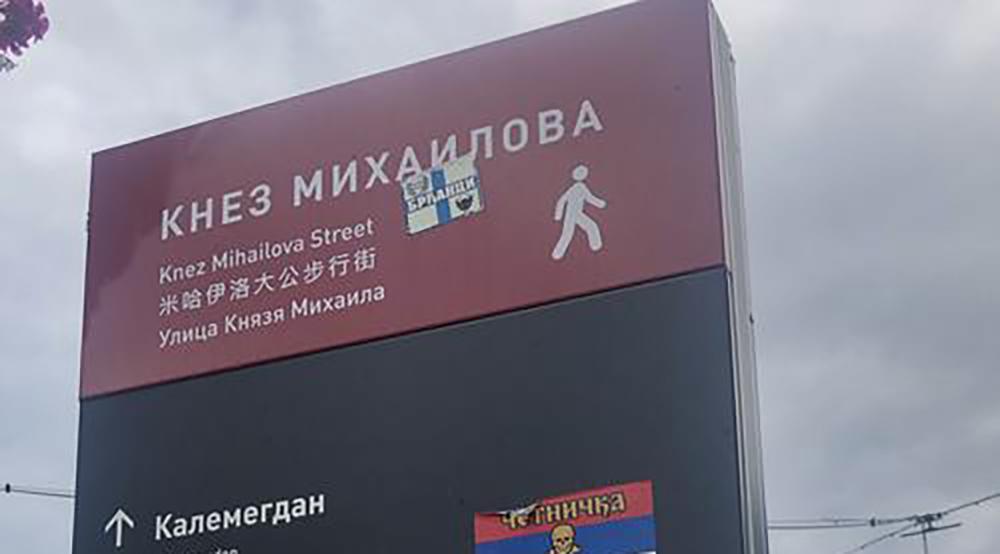 КНЕЗ МИХАИЛОВА
БРЂАНЦИ
Knez Mihailova Street
米哈伊洛大公步行街
Улица Князя Михаила
Калемегдан
ЧЕТНИЧКА